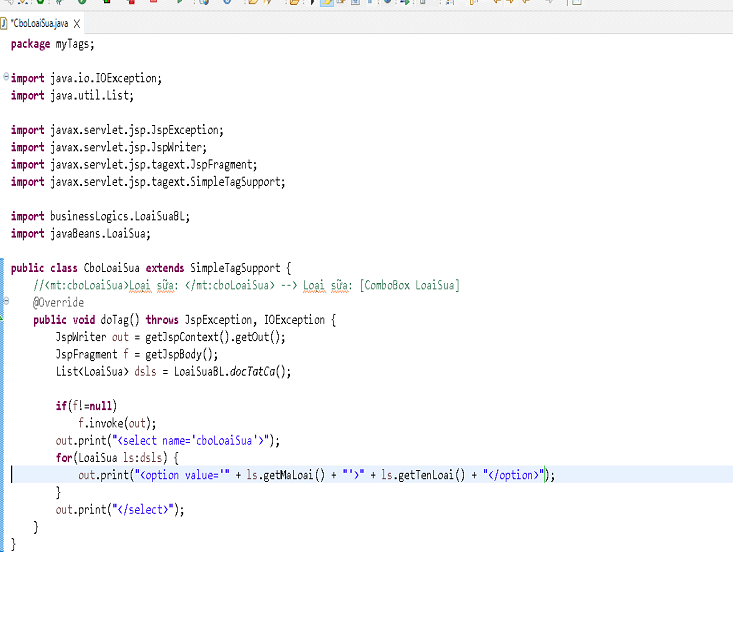 *CboLoaiSua.java
package myTags;
import java.io.IOException;
import java.util.List;
import javax.servlet.jsp.JspException;
import javax.servlet.jsp.JspWriter;
import javax.servlet.jsp.tagext.JspFragment;
import javax.servlet.jsp.tagext.SimpleTagSupport;
import businessLogics.LoaiSuaBL;
import javaBeans.LoaiSua;
public class CboLoaiSua extends SimpleTagSupport {
//<mt:cboLoaiSua>Loại sữa: </mt:cboLoaiSua> --> Loại sữa: [ComboBox LoaiSua]
@Override
public void doTag() throws JspException, IOException {
JspWriter out = getJspContext().getOut();
JspFragment f = getJspBody();
List<LoaiSua> dsls = LoaiSuaBL.docTatCa();
if(f!=null)
f.invoke(out);
out.print("<select name='cboLoaiSua'>");
for(LoaiSua ls:dsls) {
out.print("<option value='" + ls.getMaLoai() + "'>" + ls.getTenLoai() + "</option>");
}
out.print("</select>");
}
}